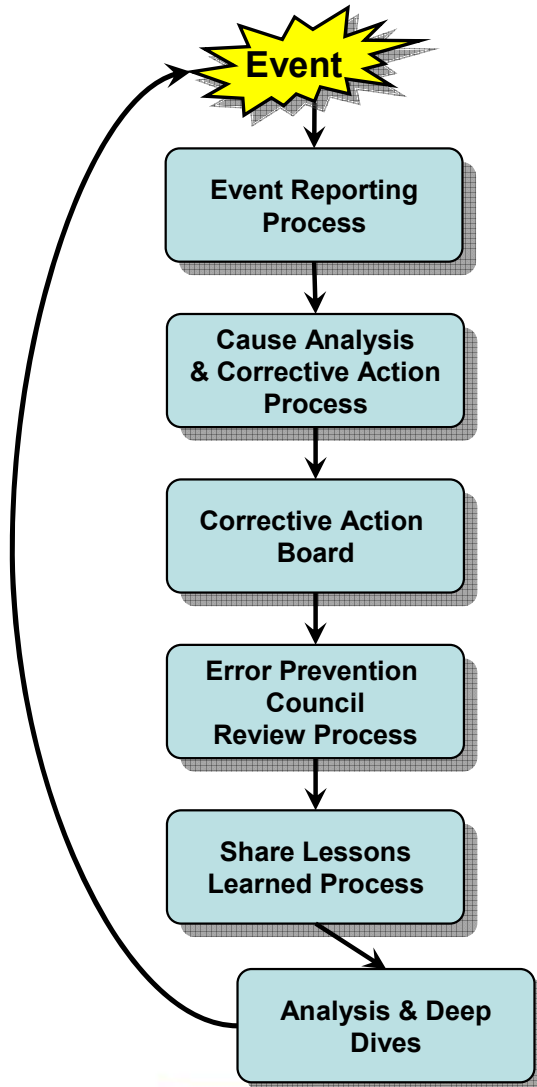 Event
Event Reporting
Process
Cause Analysis
& Corrective Action
Process
Corrective Action
Board
Error Prevention
Council
Review Process
Share Lessons
Learned Process
Analysis & Deep
Dives